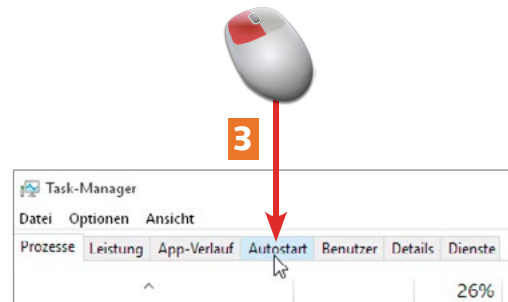 3
Task-Manager
Datei Optionen Ansicht
Prozesse Leistung App-Verlauf Autostart Benutzer Details Dienste
26%